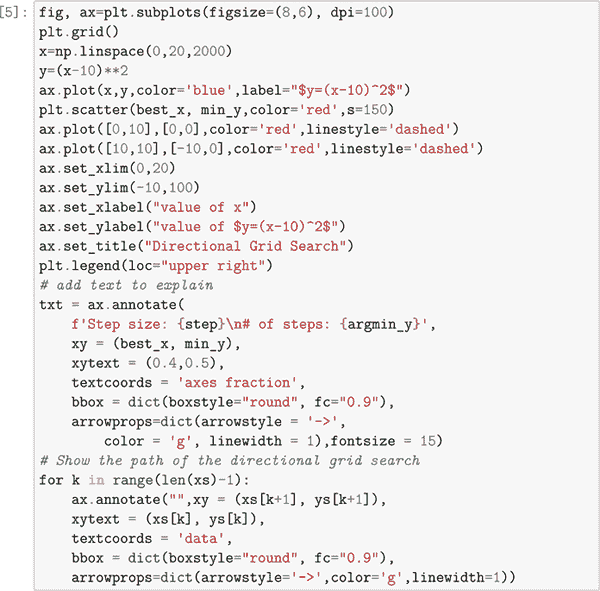 [5]: fig, ax=plt.subplots(figsize=(8,6), dpi=100)
plt.grid()
x=np.linspace(0,20,2000)
y=(x-10)**2
ax.plot(x,y,color='blue',label="$y=(x-10)^2$")
plt.scatter(best_x, min_y,color='red',s=150)
ax.plot([0,10],[0,0],color='red',linestyle='dashed')
ax.plot([10,10],[-10,0],color='red',linestyle='dashed')
ax.set_xlim(0,20)
ax.set_ylim(-10,100)
ax.set_xlabel("value of x")
ax.set_ylabel("value of $y=(x-10)^2$")
ax.set_title("Directional Grid Search")
plt.legend(loc="upper right")
# add text to explain
txt = ax.annotate(
    f'Step size: {step}\n# of steps: {argmin_y}',
    xy = (best_x, min_y),
    xytext = (0.4,0.5),
    textcoords = 'axes fraction',
    bbox = dict(boxstyle="round", fc="0.9"),
    arrowprops=dict(arrowstyle = '->',
        color = 'g', linewidth = 1),fontsize = 15)
# Show the path of the directional grid search
for k in range(len(xs)-1):
    ax.annotate("",xy = (xs[k+1], ys[k+1]),
    xytext = (xs[k], ys[k]),
    textcoords = 'data',
    bbox = dict(boxstyle="round", fc="0.9"),
    arrowprops=dict(arrowstyle='->',color='g',linewidth=1))